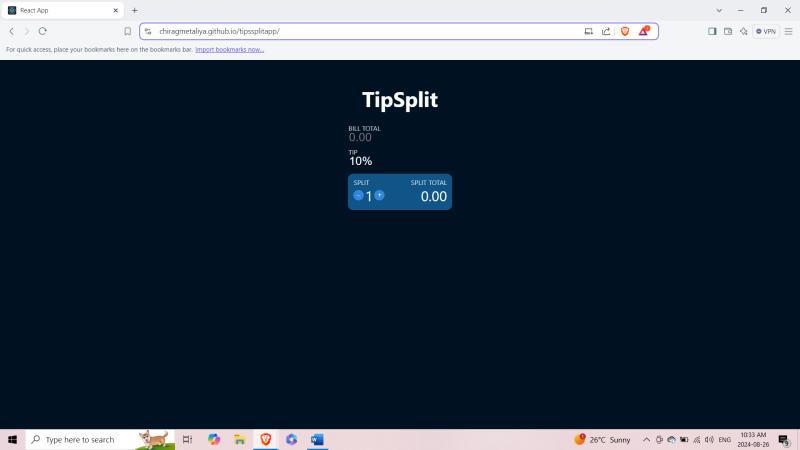 React App
chiragmetaliya.github.io/tipssplitapp/
VPN
For quick access, place your bookmarks here on the bookmarks bar. Import bookmarks now...
TipSplit
BILL TOTAL
0.00
TIP
10%
SPLIT SPLIT TOTAL
- 1 + 0.00
Type here to search
26°C Sunny
ENG
10:33 AM
2024-08-26